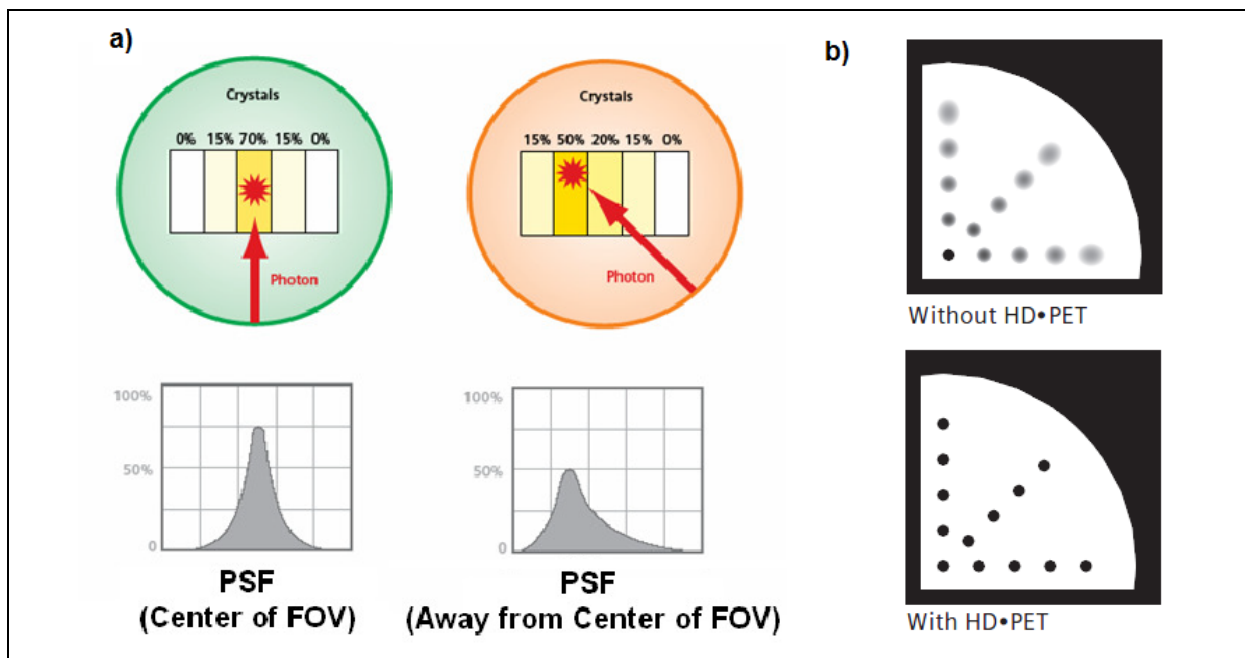 a)
Crystals
0% 15% 70% 15% 0%
Photon
100%
50%
0
PSF
(Center of FOV)
Crystals
15% 50% 20% 15% 0%
Photon
100%
50%
0
PSF
(Away from Center of FOV)
b)
Without HD•PET
With HD•PET